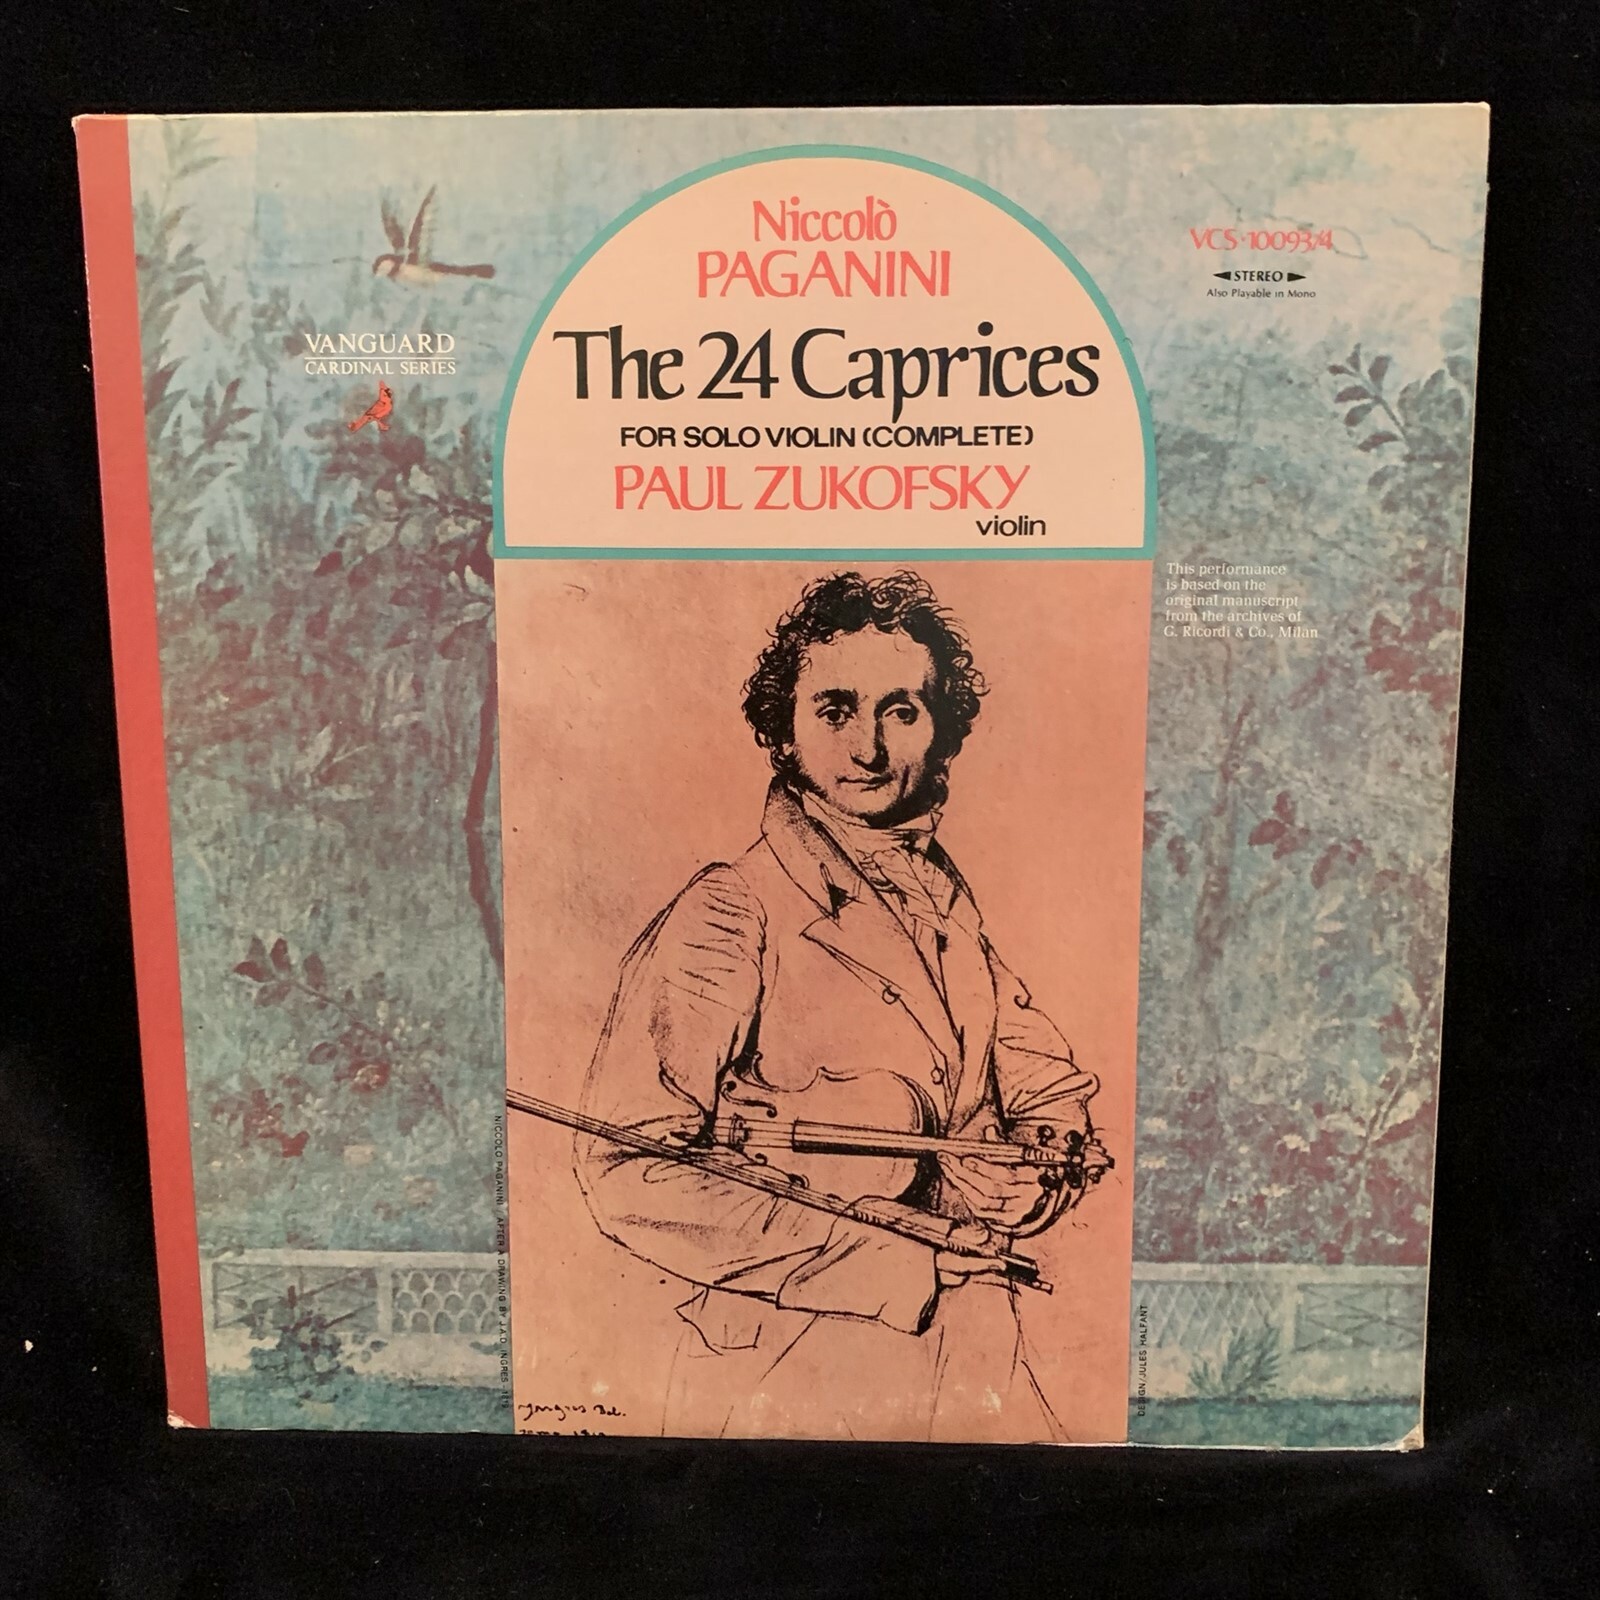 Niccolò
PAGANINI
The 24 Caprices
FOR SOLO VIOLIN (COMPLETE)
PAUL ZUKOFSKY
violin
VANGUARD
CARDINAL SERIES
VCS·10093/4
STEREO
Also Playable in Mono
This performance
is based on the
original manuscript
from the archives of
G. Ricordi & Co., Milan
NICCOLO PAGANINI / AFTER A DRAWING BY J.A.D. INGRES
DESIGN/JULES HALFANT